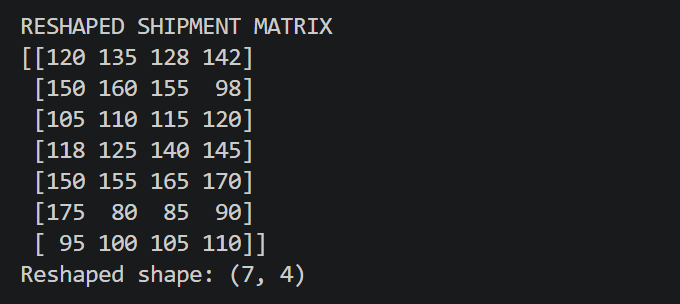 RESHAPED SHIPMENT MATRIX
[[120 135 128 142]
 [150 160 155  98]
 [105 110 115 120]
 [118 125 140 145]
 [150 155 165 170]
 [175  80  85  90]
 [ 95 100 105 110]]
Reshaped shape: (7, 4)